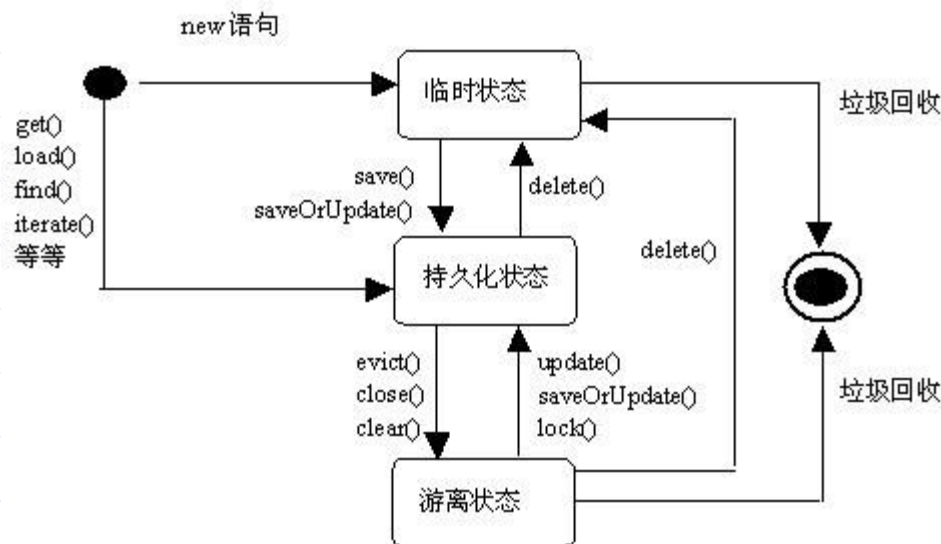 new语句
临时状态
垃圾回收
get()
load()
find()
iterate()
等等
save()
saveOrUpdate()
delete()
delete()
持久化状态
evict()
close()
clear()
update()
saveOrUpdate()
lock()
垃圾回收
游离状态